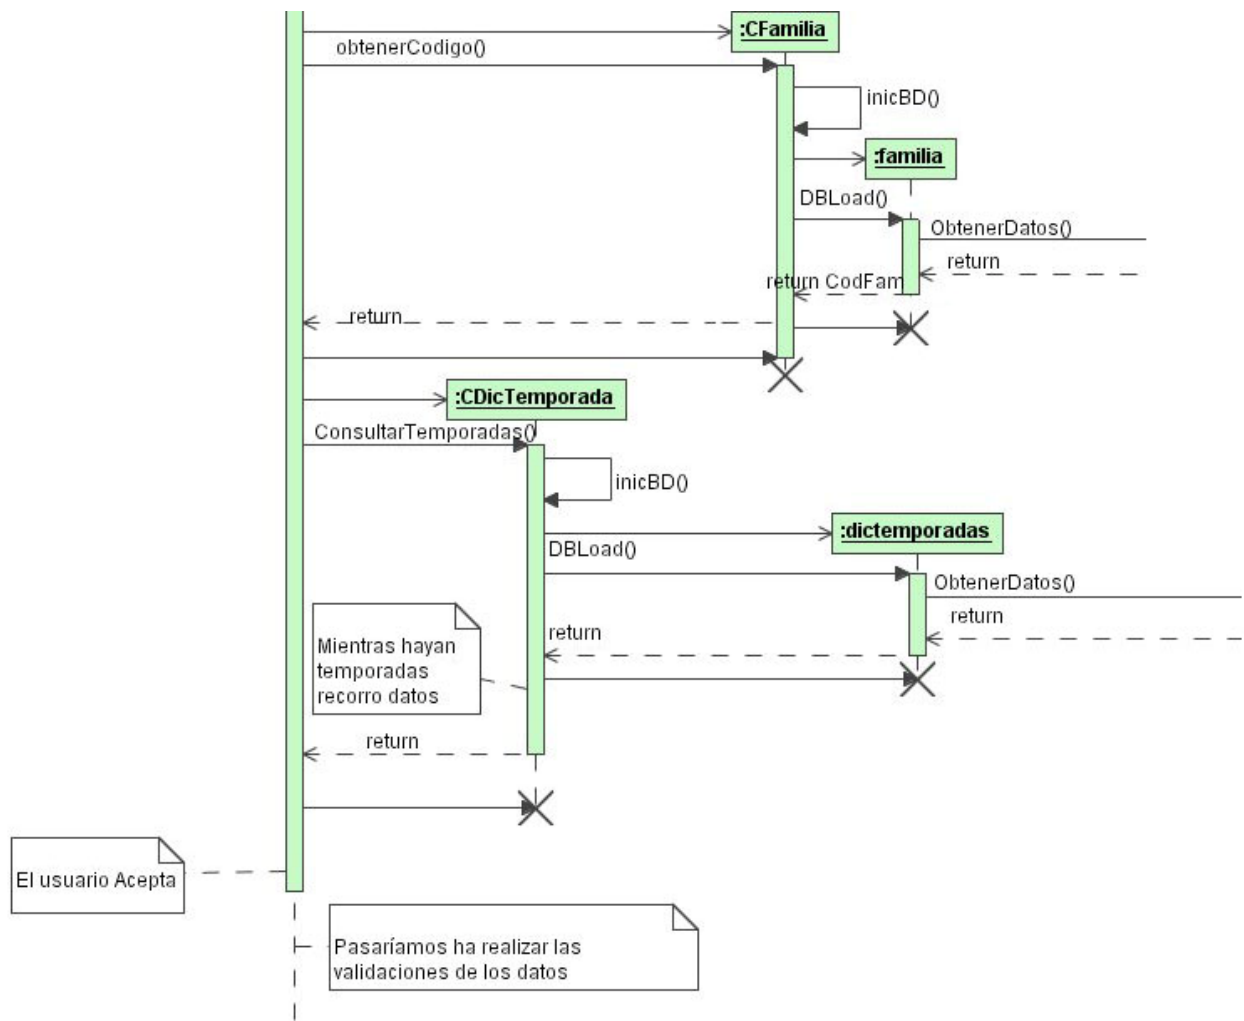 :CFamilia
obtenerCodigo()
inicBD()
:familia
DBLoad()
ObtenerDatos()
return
return CodFam
return
:CDicTemporada
ConsultarTemporadas()
inicBD()
:dictemporadas
DBLoad()
ObtenerDatos()
return
return
Mientras hayan
temporadas
recorro datos
return
El usuario Acepta
Pasaríamos ha realizar las
validaciones de los datos